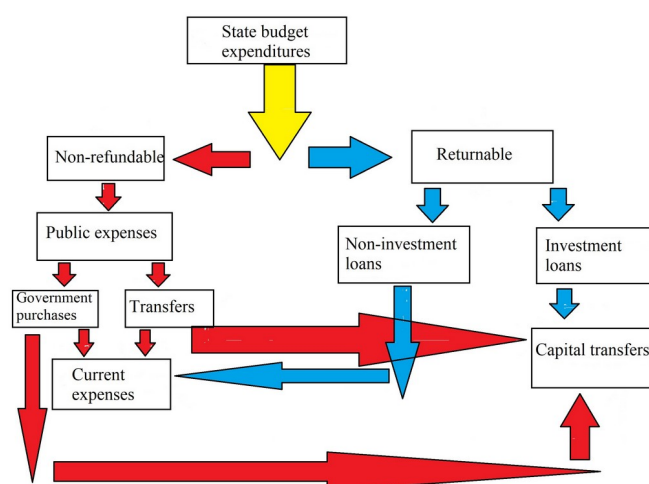 State budget
expenditures
Non-refundable
Returnable
Public expenses
Non-investment
loans
Investment
loans
Government
purchases
Transfers
Capital transfers
Current
expenses